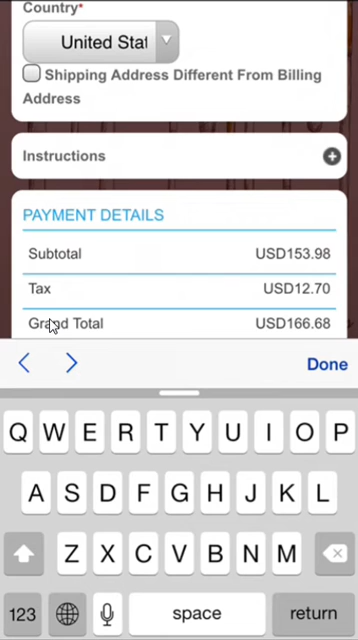 Country*
United Stat
Shipping Address Different From Billing
Address
Instructions
PAYMENT DETAILS
Subtotal USD153.98
Tax USD12.70
Grand Total USD166.68
Done
Q W E R T Y U I O P
A S D F G H J K L
Z X C V B N M
123 space return